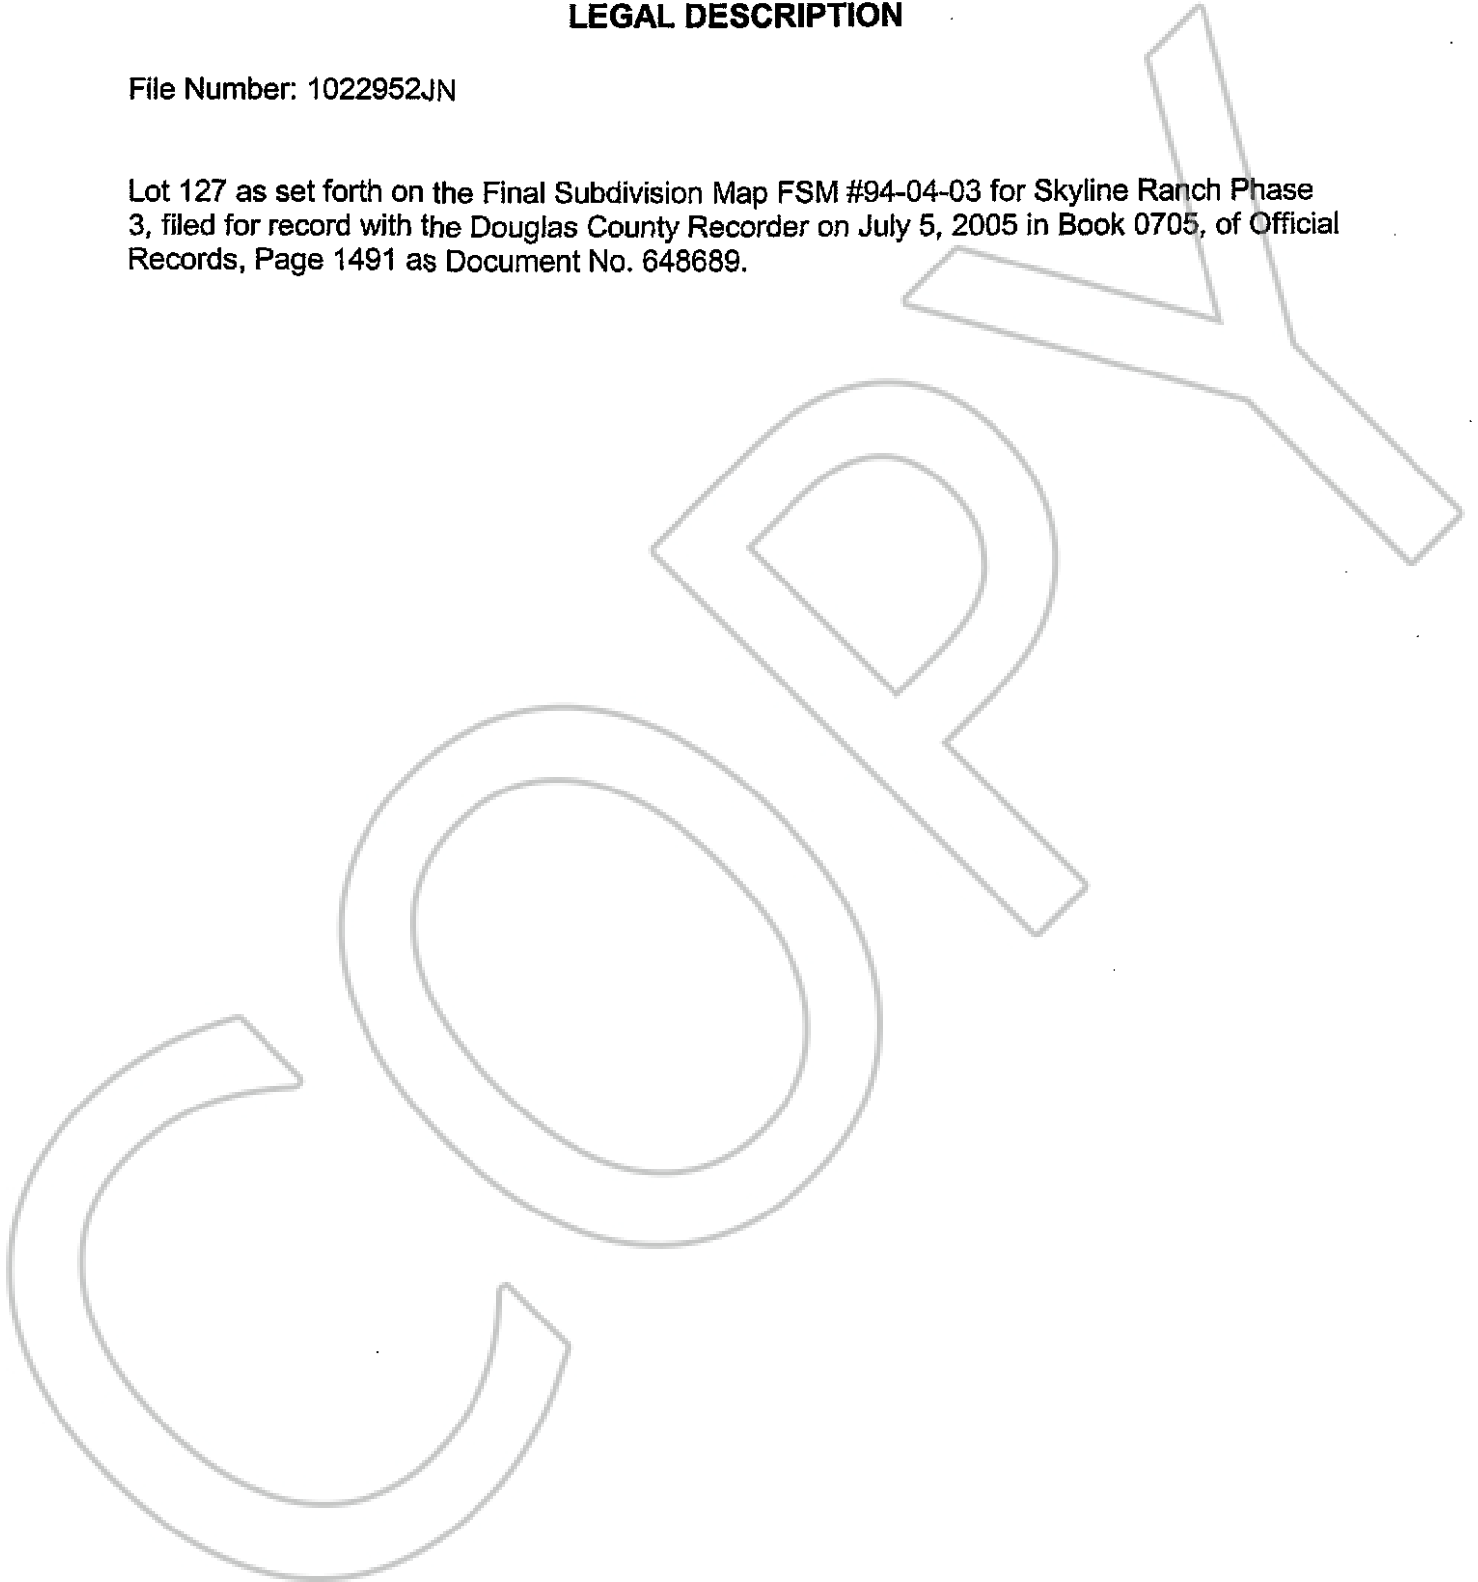 LEGAL DESCRIPTION
File Number: 1022952JN
Lot 127 as set forth on the Final Subdivision Map FSM #94-04-03 for Skyline Ranch Phase
3, filed for record with the Douglas County Recorder on July 5, 2005 in Book 0705, of Official
Records, Page 1491 as Document No. 648689.
COPY